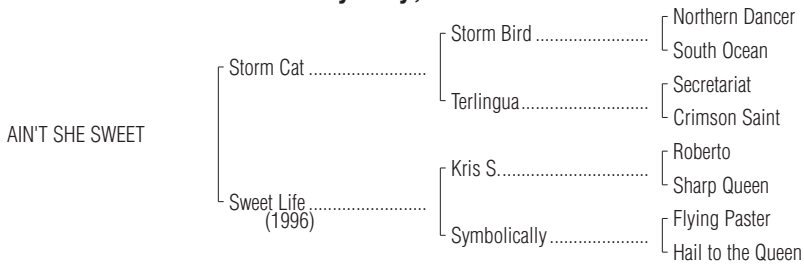 Northern Dancer
Storm Bird
South Ocean
Storm Cat
Secretariat
Terlingua
Crimson Saint
AIN'T SHE SWEET
Roberto
Kris S.
Sharp Queen
Sweet Life
(1996)
Flying Paster
Symbolically
Hail to the Queen